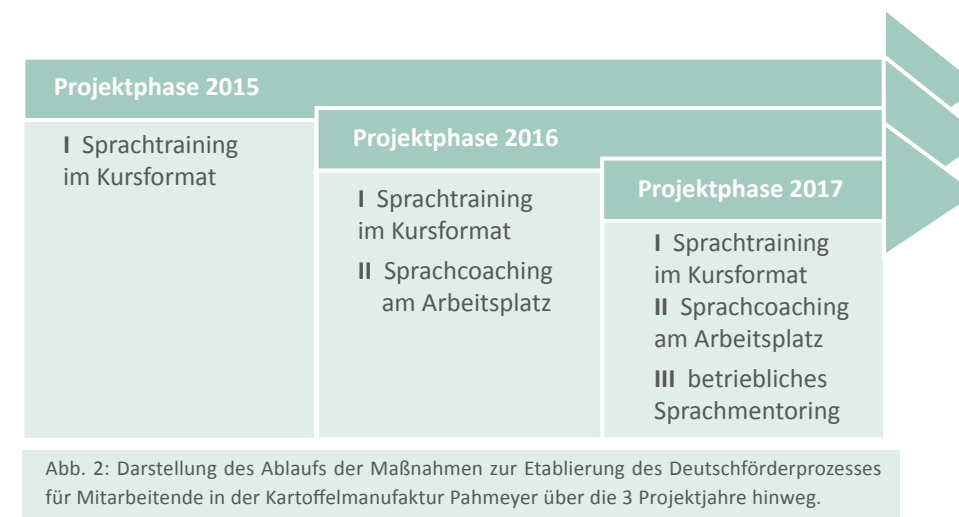 Projektphase 2015
I Sprachtraining
im Kursformat
Projektphase 2016
I Sprachtraining
im Kursformat
II Sprachcoaching
am Arbeitsplatz
Projektphase 2017
I Sprachtraining
im Kursformat
II Sprachcoaching
am Arbeitsplatz
III betriebliches
Sprachmentoring
Abb. 2: Darstellung des Ablaufs der Maßnahmen zur Etablierung des Deutschförderprozesses
für Mitarbeitende in der Kartoffelmanufaktur Pahmeyer über die 3 Projektjahre hinweg.